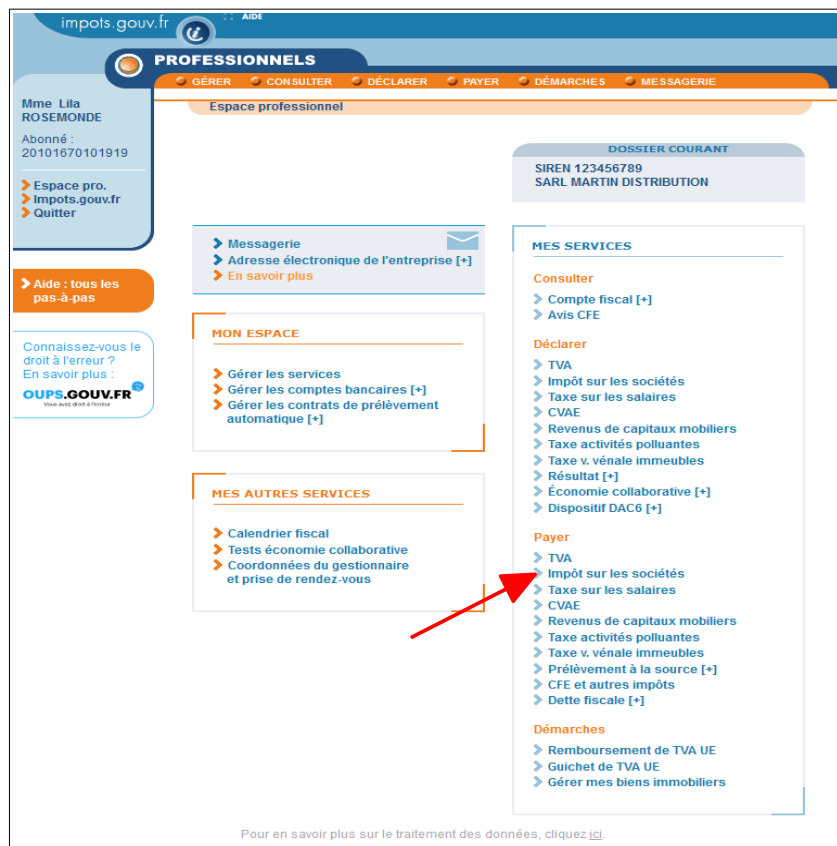 impots.gouv.fr
AIDE
PROFESSIONNELS
GÉRER CONSULTER DÉCLARER PAYER DÉMARCHES MESSAGERIE
Mme Lila
ROSEMONDE
Abonné :
20101670101919
Espace pro.
Impots.gouv.fr
Quitter
Aide : tous les
pas-à-pas
Connaissez-vous le
droit à l'erreur ?
En savoir plus :
OUPS.GOUV.FR
Vous avez droit à l'erreur
Espace professionnel
DOSSIER COURANT
SIREN 123456789
SARL MARTIN DISTRIBUTION
Messagerie
Adresse électronique de l'entreprise [+]
En savoir plus
MON ESPACE
Gérer les services
Gérer les comptes bancaires [+]
Gérer les contrats de prélèvement
automatique [+]
MES AUTRES SERVICES
Calendrier fiscal
Tests économie collaborative
Coordonnées du gestionnaire
et prise de rendez-vous
MES SERVICES
Consulter
Compte fiscal [+]
Avis CFE
Déclarer
TVA
Impôt sur les sociétés
Taxe sur les salaires
CVAE
Revenus de capitaux mobiliers
Taxe activités polluantes
Taxe v. vénale immeubles
Résultat [+]
Économie collaborative [+]
Dispositif DAC6 [+]
Payer
TVA
Impôt sur les sociétés
Taxe sur les salaires
CVAE
Revenus de capitaux mobiliers
Taxe activités polluantes
Taxe v. vénale immeubles
Prélèvement à la source [+]
CFE et autres impôts
Dette fiscale [+]
Démarches
Remboursement de TVA UE
Guichet de TVA UE
Gérer mes biens immobiliers
Pour en savoir plus sur le traitement des données, cliquez ici.